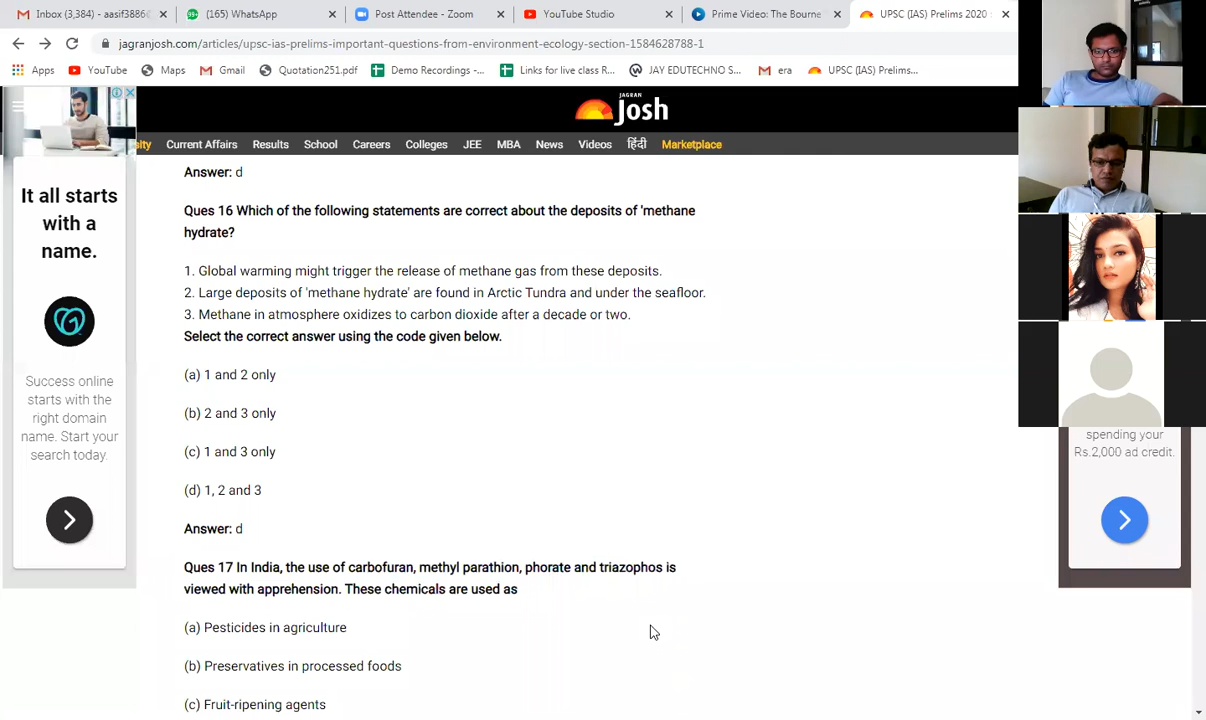 Inbox (3,384) - aasif3886@
(165) WhatsApp
Post Attendee - Zoom
YouTube Studio
Prime Video: The Bourne
UPSC (IAS) Prelims 2020
jagranjosh.com/articles/upsc-ias-prelims-important-questions-from-environment-ecology-section-1584628788-1
Apps
YouTube
Maps
Gmail
Quotation251.pdf
Demo Recordings -...
Links for live class R...
JAY EDUTECHNO S...
era
UPSC (IAS) Prelims...
JAGRAN
Josh
sity
Current Affairs
Results
School
Careers
Colleges
JEE
MBA
News
Videos
हिंदी
Marketplace
It all starts
with a
name.
Success online
starts with the
right domain
name. Start your
search today.
Answer: d
Ques 16 Which of the following statements are correct about the deposits of 'methane
hydrate?
1. Global warming might trigger the release of methane gas from these deposits.
2. Large deposits of 'methane hydrate' are found in Arctic Tundra and under the seafloor.
3. Methane in atmosphere oxidizes to carbon dioxide after a decade or two.
Select the correct answer using the code given below.
(a) 1 and 2 only
(b) 2 and 3 only
(c) 1 and 3 only
(d) 1, 2 and 3
Answer: d
Ques 17 In India, the use of carbofuran, methyl parathion, phorate and triazophos is
viewed with apprehension. These chemicals are used as
(a) Pesticides in agriculture
(b) Preservatives in processed foods
(c) Fruit-ripening agents
spending your
Rs.2,000 ad credit.